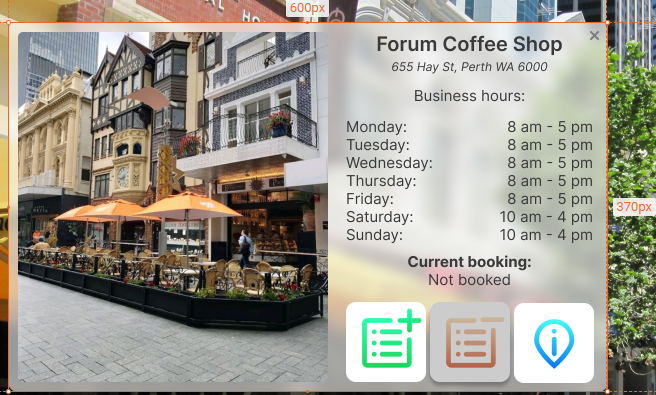 600px
Forum Coffee Shop
655 Hay St, Perth WA 6000
Business hours:
Monday: 8 am - 5 pm
Tuesday: 8 am - 5 pm
Wednesday: 8 am - 5 pm
Thursday: 8 am - 5 pm
Friday: 8 am - 5 pm
Saturday: 10 am - 4 pm
Sunday: 10 am - 4 pm
370px
Current booking:
Not booked